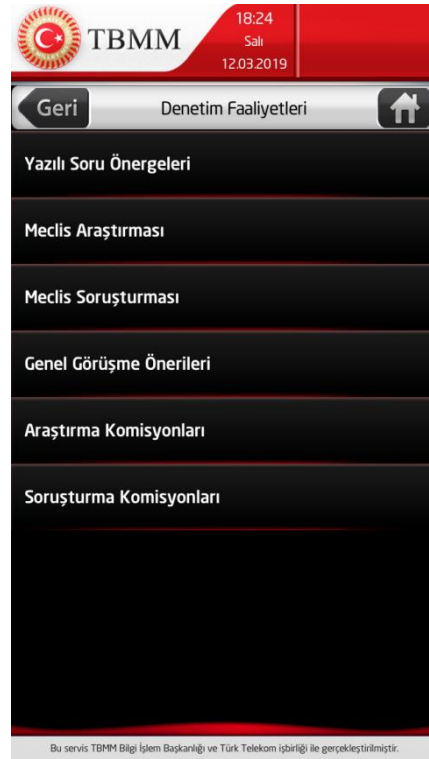 TBMM
18:24
Salı
12.03.2019
Geri
Denetim Faaliyetleri
Yazılı Soru Önergeleri
Meclis Araştırması
Meclis Soruşturması
Genel Görüşme Önerileri
Araştırma Komisyonları
Soruşturma Komisyonları
Bu servis TBMM Bilgi İşlem Başkanlığı ve Türk Telekom işbirliği ile gerçekleştirilmiştir.